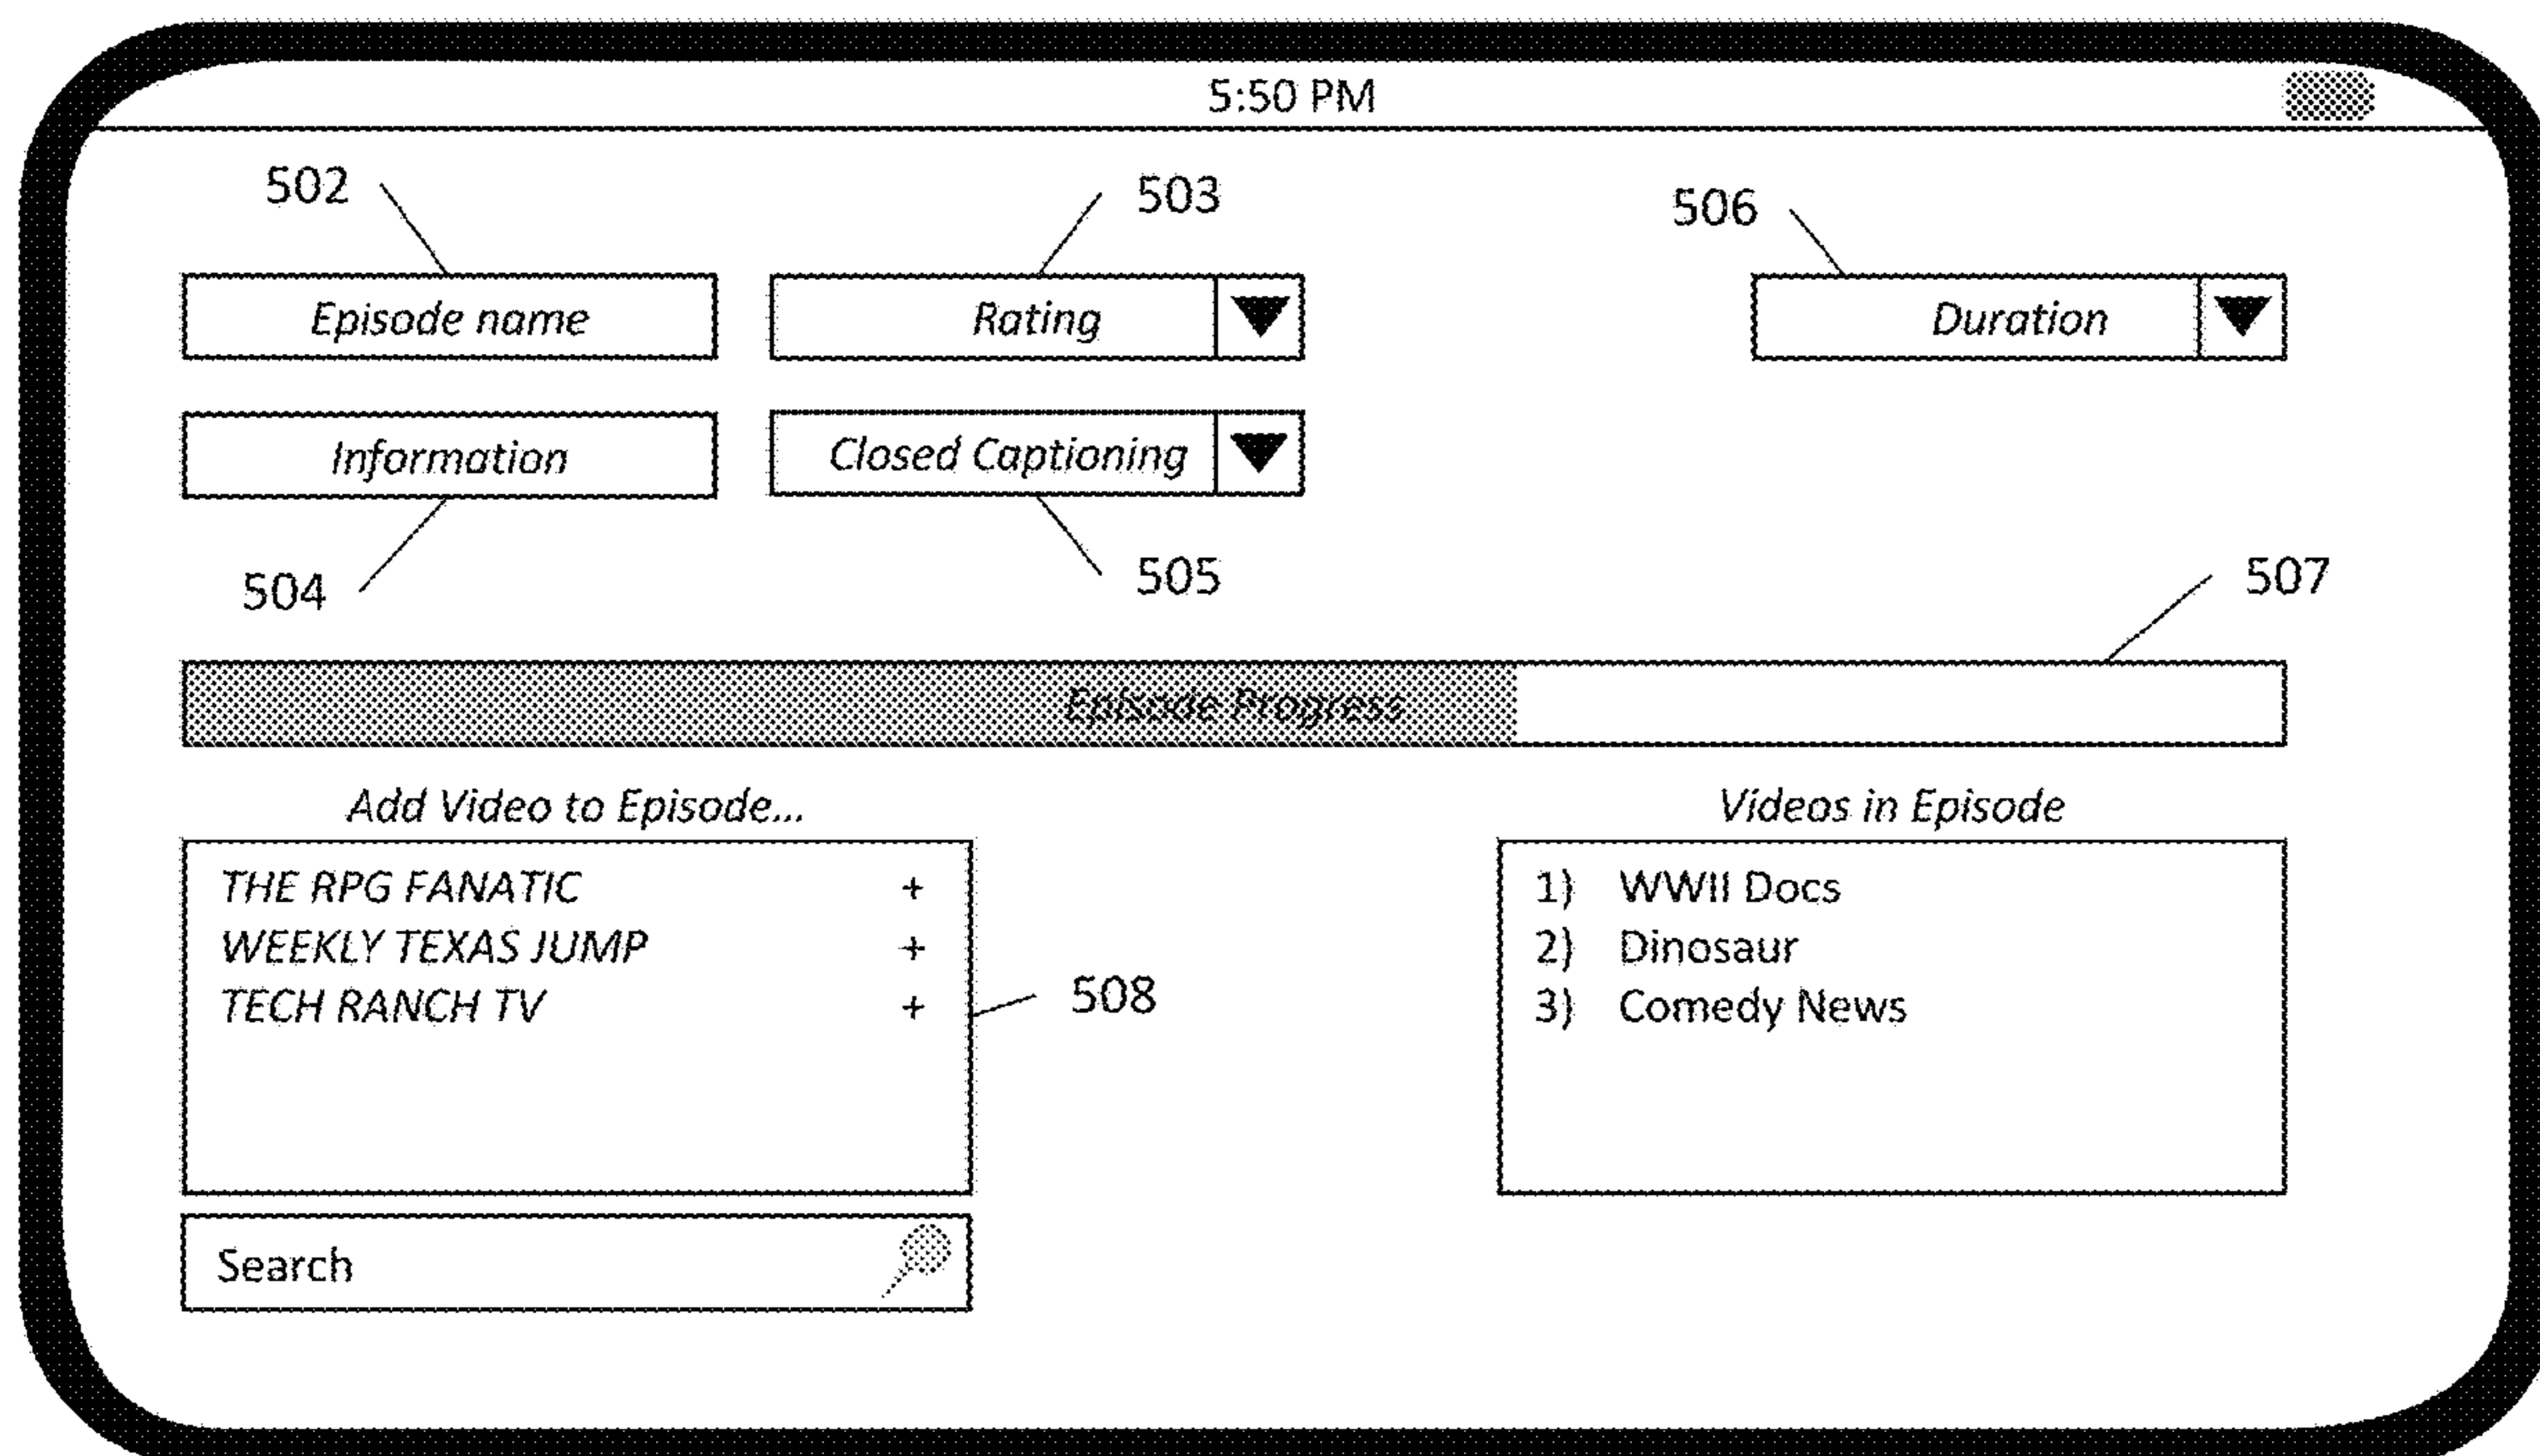 5:50 PM
502
503
506
Episode name
Rating
Duration
Information
Closed Captioning
504
505
507
Episode Progress
Add Video to Episode...
Videos in Episode
THE RPG FANATIC +
WEEKLY TEXAS JUMP +
TECH RANCH TV +
508
1) WWII Docs
2) Dinosaur
3) Comedy News
Search